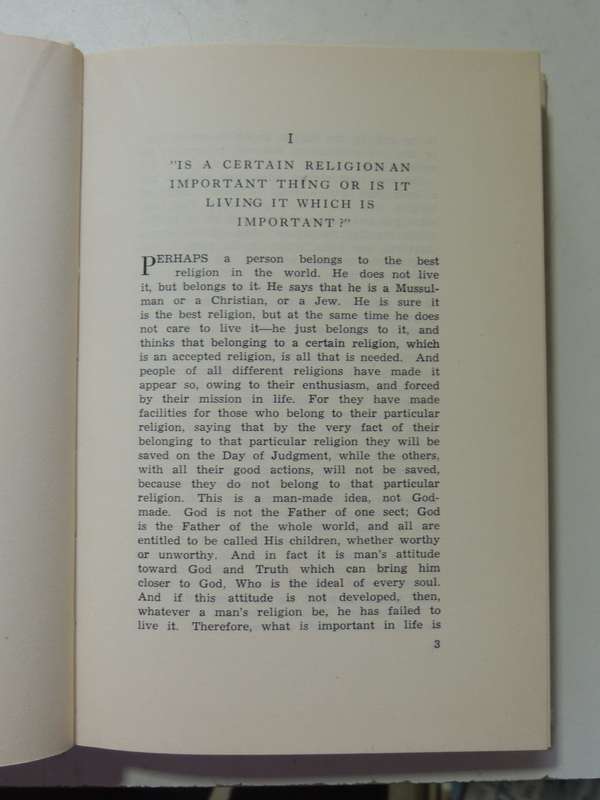 I
"IS A CERTAIN RELIGION AN
IMPORTANT THING OR IS IT
LIVING IT WHICH IS
IMPORTANT?"
PERHAPS a person belongs to the best
religion in the world. He does not live
it, but belongs to it. He says that he is a Mussul-
man or a Christian, or a Jew. He is sure it
is the best religion, but at the same time he does
not care to live it—he just belongs to it, and
thinks that belonging to a certain religion, which
is an accepted religion, is all that is needed. And
people of all different religions have made it
appear so, owing to their enthusiasm, and forced
by their mission in life. For they have made
facilities for those who belong to their particular
religion, saying that by the very fact of their
belonging to that particular religion they will be
saved on the Day of Judgment, while the others,
with all their good actions, will not be saved,
because they do not belong to that particular
religion. This is a man-made idea, not God-
made. God is not the Father of one sect; God
is the Father of the whole world, and all are
entitled to be called His children, whether worthy
or unworthy. And in fact it is man's attitude
toward God and Truth which can bring him
closer to God, Who is the ideal of every soul.
And if this attitude is not developed, then,
whatever a man's religion be, he has failed to
live it. Therefore, what is important in life is
3